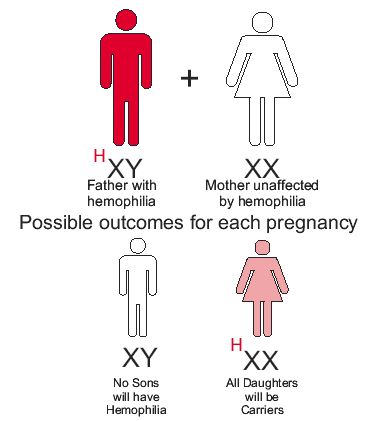 +
H
XY
XX
Father with
hemophilia
Mother unaffected
by hemophilia
Possible outcomes for each pregnancy
XY
H
XX
No Sons
will have
Hemophilia
All Daughters
will be
Carriers